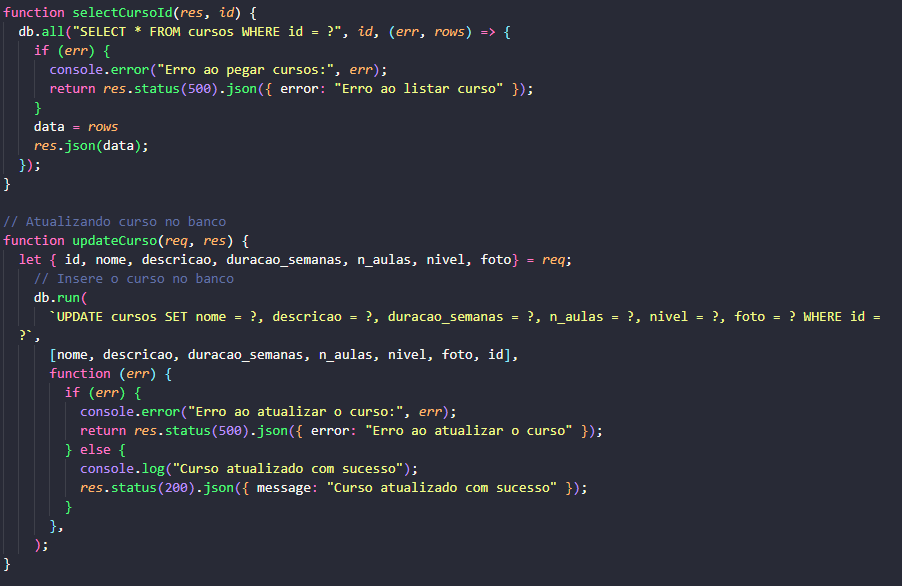 function selectCursoId(res, id) {
  db.all("SELECT * FROM cursos WHERE id = ?", id, (err, rows) => {
    if (err) {
      console.error("Erro ao pegar cursos:", err);
      return res.status(500).json({ error: "Erro ao listar curso" });
    }
    data = rows
    res.json(data);
  });
}

// Atualizando curso no banco
function updateCurso(req, res) {
  let { id, nome, descricao, duracao_semanas, n_aulas, nivel, foto} = req;
    // Insere o curso no banco
    db.run(
      `UPDATE cursos SET nome = ?, descricao = ?, duracao_semanas = ?, n_aulas = ?, nivel = ?, foto = ? WHERE id =
  ?`,
      [nome, descricao, duracao_semanas, n_aulas, nivel, foto, id],
      function (err) {
        if (err) {
          console.error("Erro ao atualizar o curso:", err);
          return res.status(500).json({ error: "Erro ao atualizar o curso" });
        } else {
          console.log("Curso atualizado com sucesso");
          res.status(200).json({ message: "Curso atualizado com sucesso" });
        }
      },
    );
}